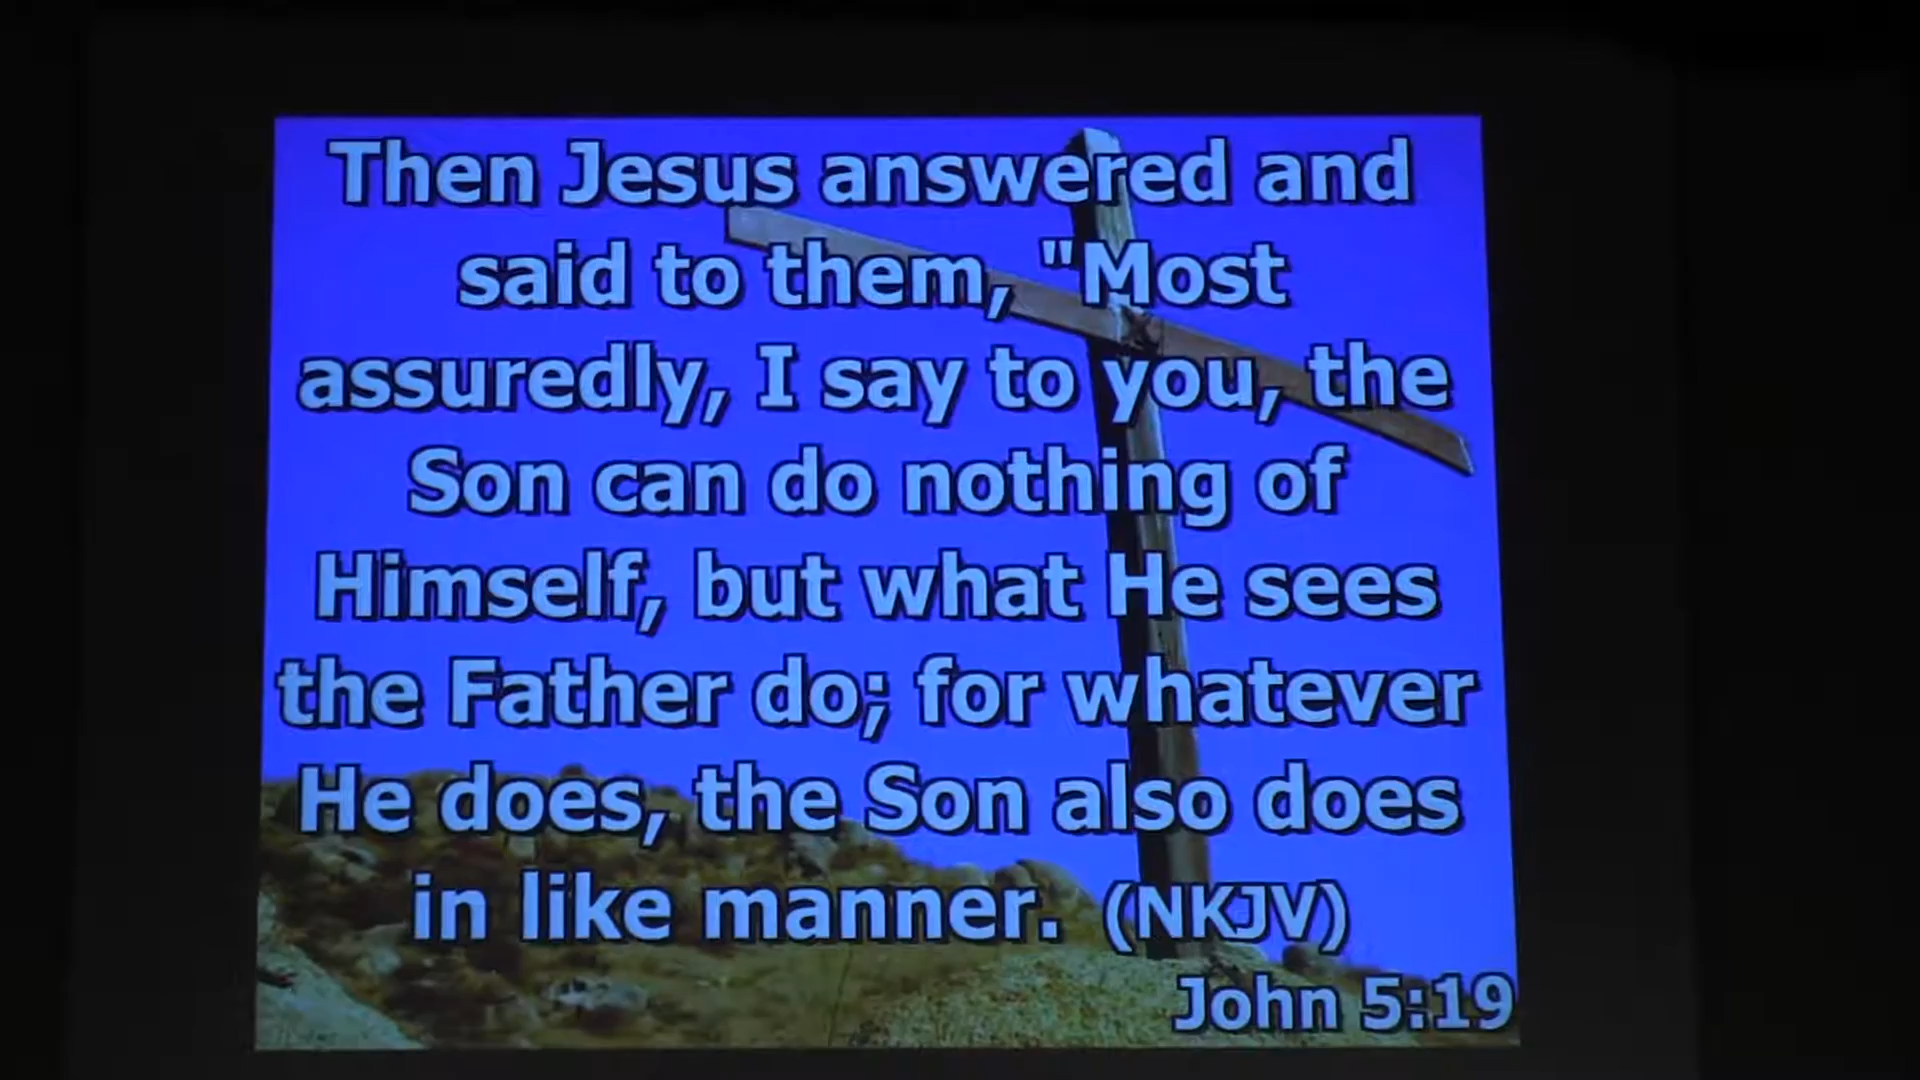 Then Jesus answered and
said to them, "Most
assuredly, I say to you, the
Son can do nothing of
Himself, but what He sees
the Father do; for whatever
He does, the Son also does
in like manner. (NKJV)
John 5:19